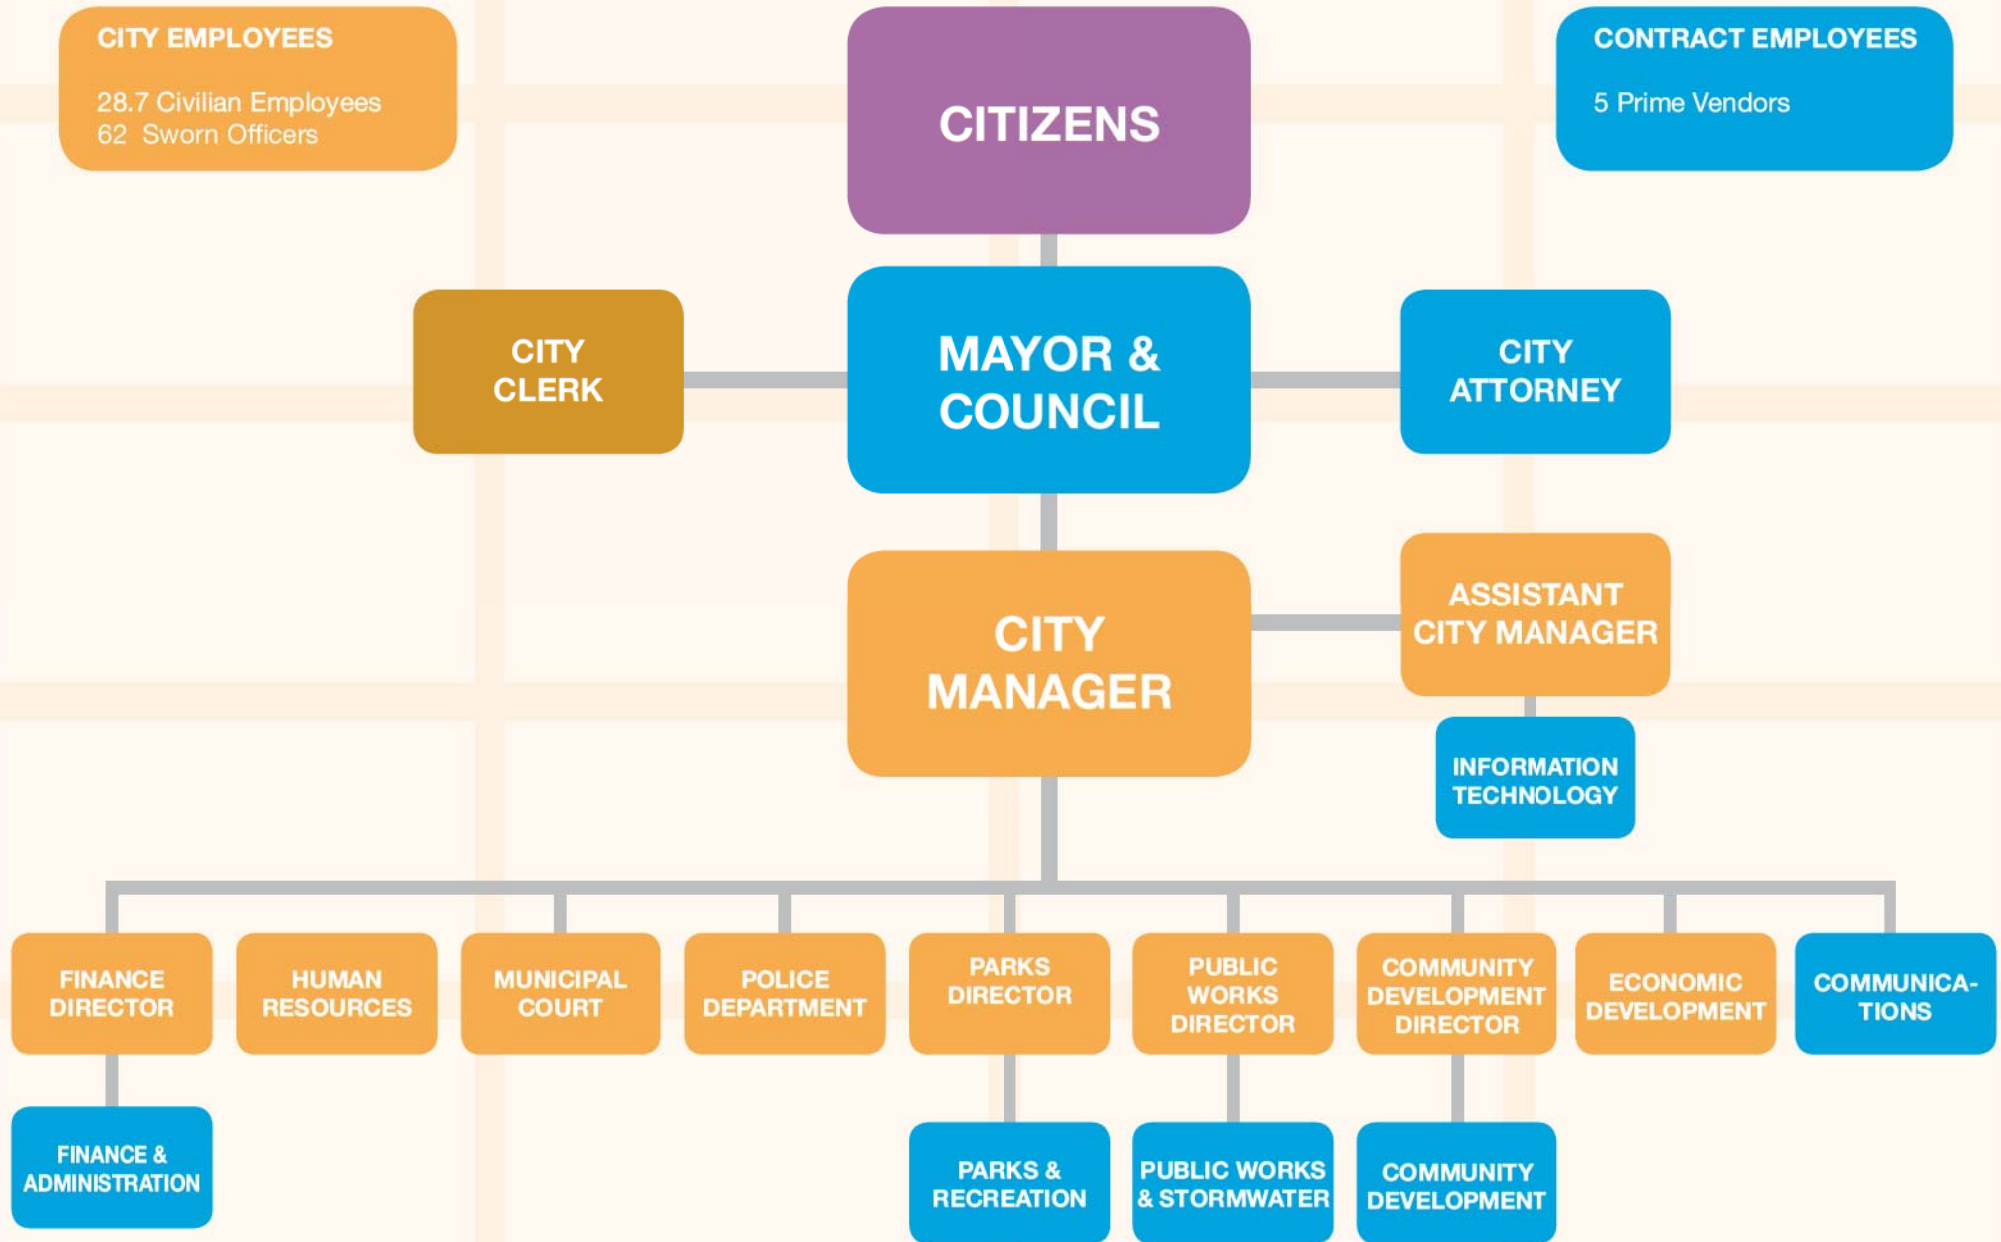 CITY EMPLOYEES
28.7 Civilian Employees
62 Sworn Officers
CITIZENS
CONTRACT EMPLOYEES
5 Prime Vendors
CITY
CLERK
MAYOR &
COUNCIL
CITY
ATTORNEY
CITY
MANAGER
ASSISTANT
CITY MANAGER
INFORMATION
TECHNOLOGY
FINANCE
DIRECTOR
HUMAN
RESOURCES
MUNICIPAL
COURT
POLICE
DEPARTMENT
PARKS
DIRECTOR
PUBLIC
WORKS
DIRECTOR
COMMUNITY
DEVELOPMENT
DIRECTOR
ECONOMIC
DEVELOPMENT
COMMUNICA-
TIONS
FINANCE &
ADMINISTRATION
PARKS &
RECREATION
PUBLIC WORKS
& STORMWATER
COMMUNITY
DEVELOPMENT